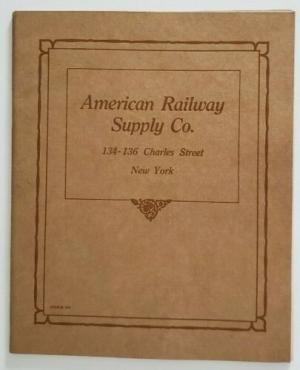 American Railway
Supply Co.
134-136 Charles Street
New York